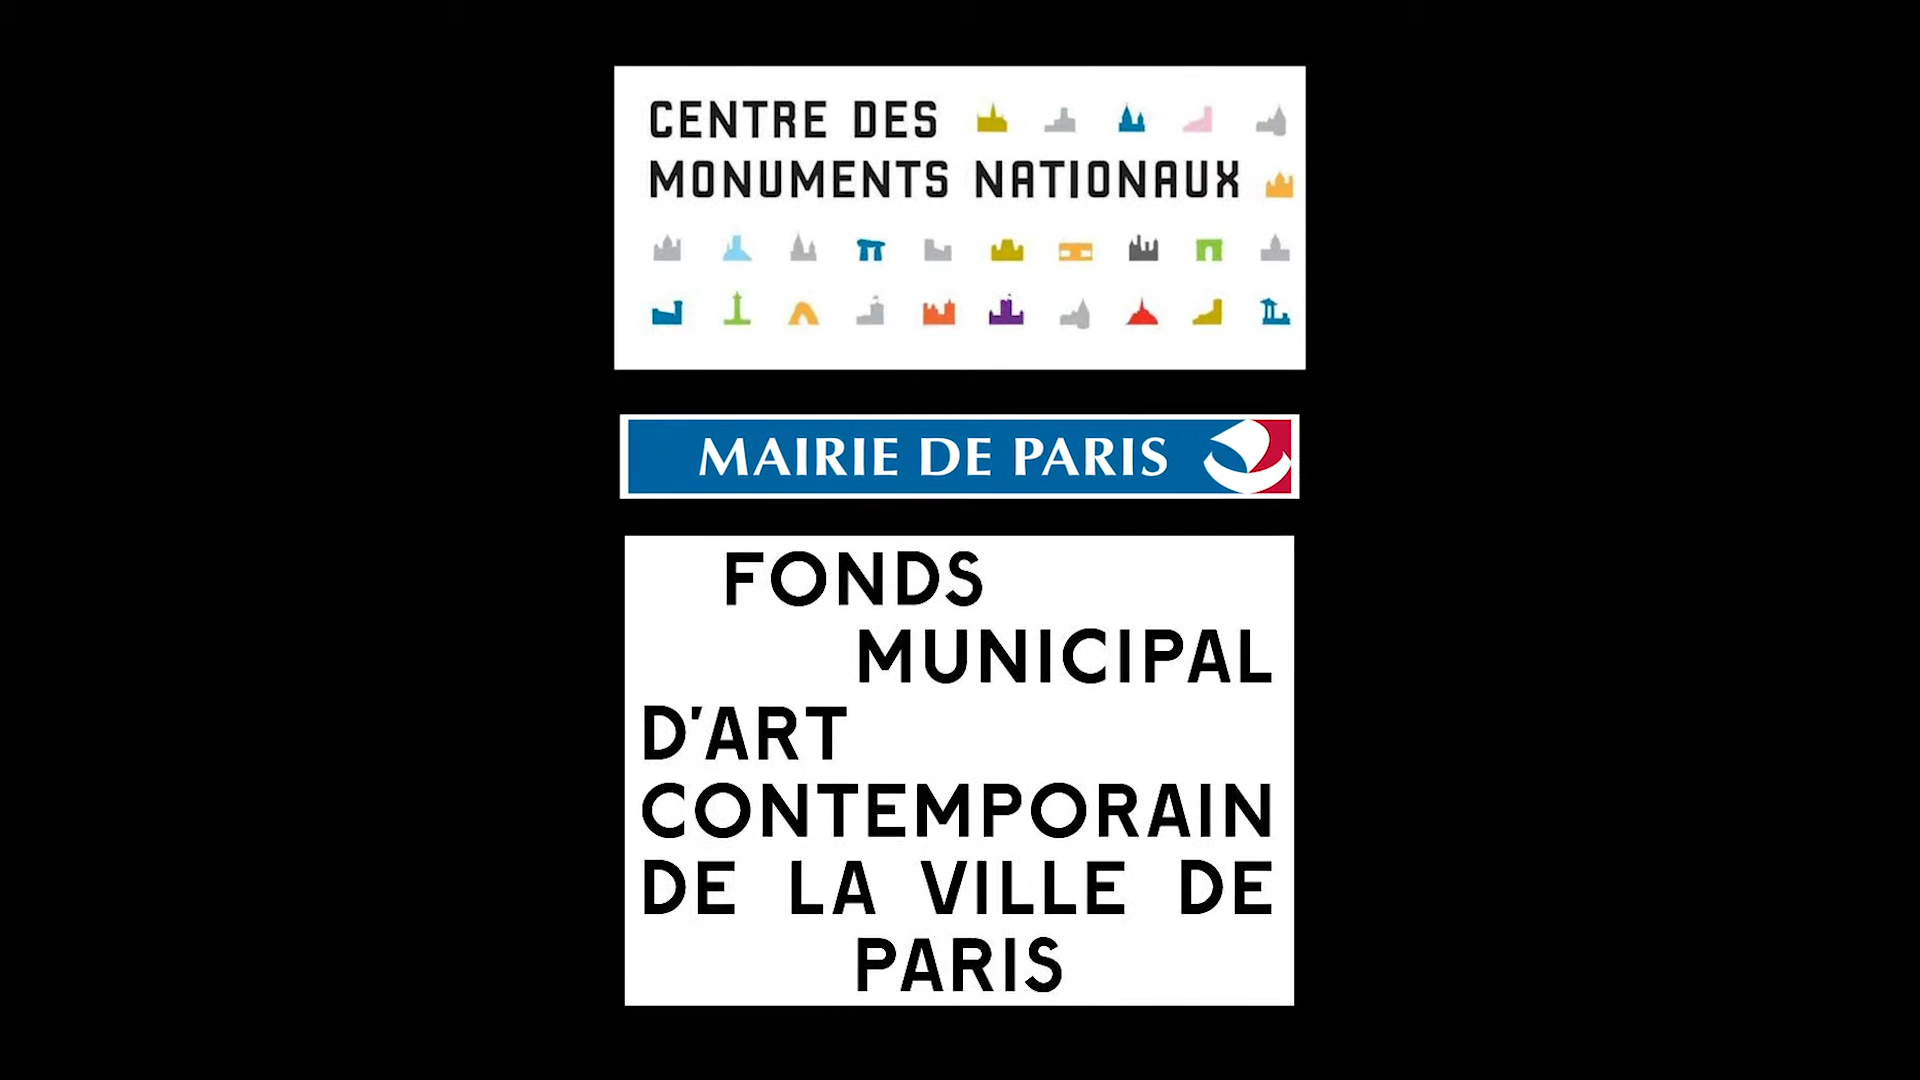 CENTRE DES
MONUMENTS NATIONAUX
MAIRIE DE PARIS
FONDS
MUNICIPAL
D'ART
CONTEMPORAIN
DE LA VILLE DE
PARIS